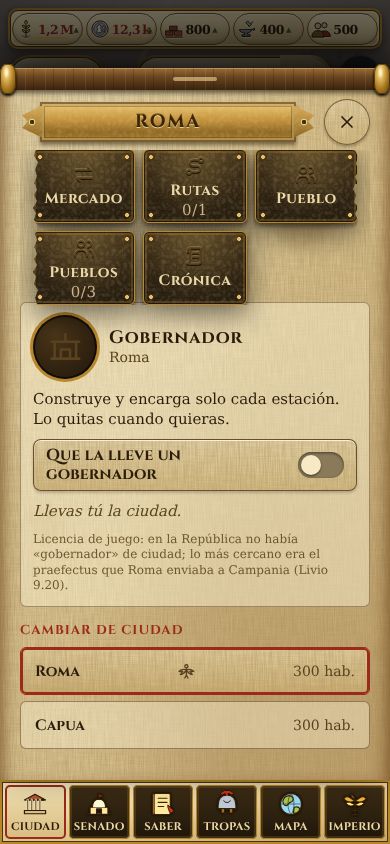 1,2 M▲ 12,3 k▲ 800▲ 400▲ 500
ROMA
MERCADO
RUTAS
0/1
PUEBLO
PUEBLOS
0/3
CRÓNICA
GOBERNADOR
Roma
Construye y encarga solo cada estación.
Lo quitas cuando quieras.
QUE LA LLEVE UN
GOBERNADOR
Llevas tú la ciudad.
Licencia de juego: en la República no había
«gobernador» de ciudad; lo más cercano era el
praefectus que Roma enviaba a Campania (Livio
9.20).
CAMBIAR DE CIUDAD
ROMA 300 hab.
CAPUA 300 hab.
CIUDAD SENADO SABER TROPAS MAPA IMPERIO